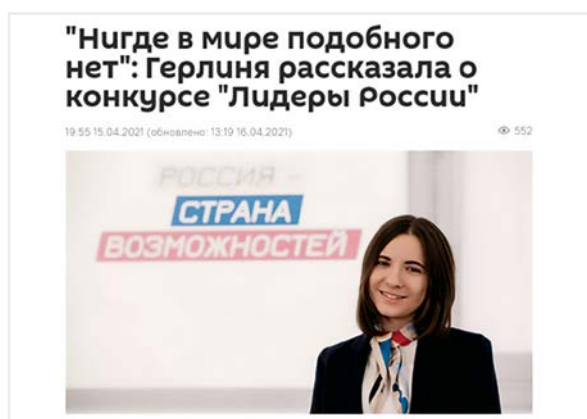 "Нигде в мире подобного
нет": Герлиня рассказала о
конкурсе "Лидеры России"
19:55 15.04.2021 (обновлено: 13:19 16.04.2021)
552
РОССИЯ –
СТРАНА
ВОЗМОЖНОСТЕЙ